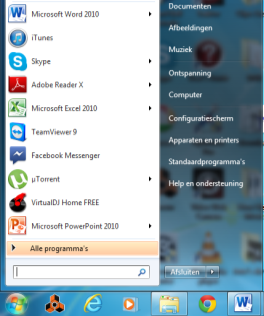 Microsoft Word 2010
iTunes
Skype
Adobe Reader X
Microsoft Excel 2010
TeamViewer 9
Facebook Messenger
µTorrent
VirtualDJ Home FREE
Microsoft PowerPoint 2010
Alle programma's
Documenten
Afbeeldingen
Muziek
Ontspanning
Computer
Configuratiescherm
Apparaten en printers
Standaardprogramma's
Help en ondersteuning
Afsluiten